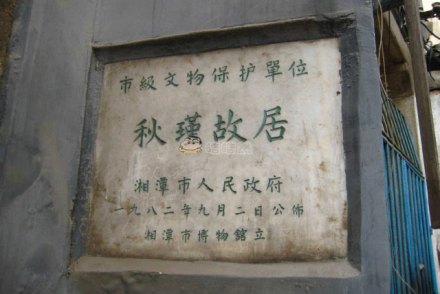 市級文物保护單位
秋瑾故居
湘潭市人民政府
一九八二年九月二日公佈
湘潭市博物舘立